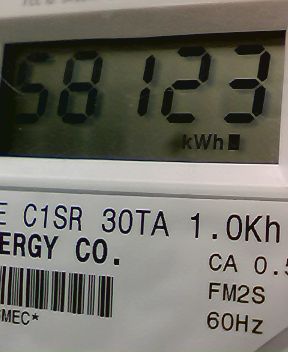 58123
kWh
E C1SR 30TA 1.0Kh
ERGY CO.
CA 0.5
FM2S
MEC*
60Hz